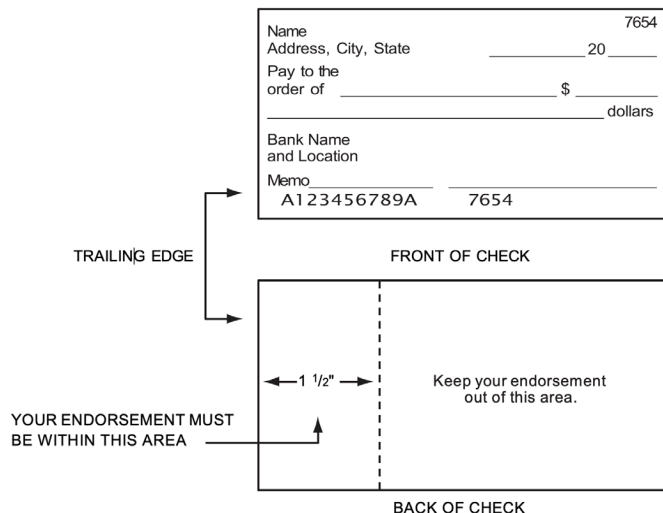 7654
Name
Address, City, State 20
Pay to the
order of $
dollars
Bank Name
and Location
Memo
A123456789A 7654
TRAILING EDGE
FRONT OF CHECK
1 1/2"
Keep your endorsement
out of this area.
YOUR ENDORSEMENT MUST
BE WITHIN THIS AREA
BACK OF CHECK